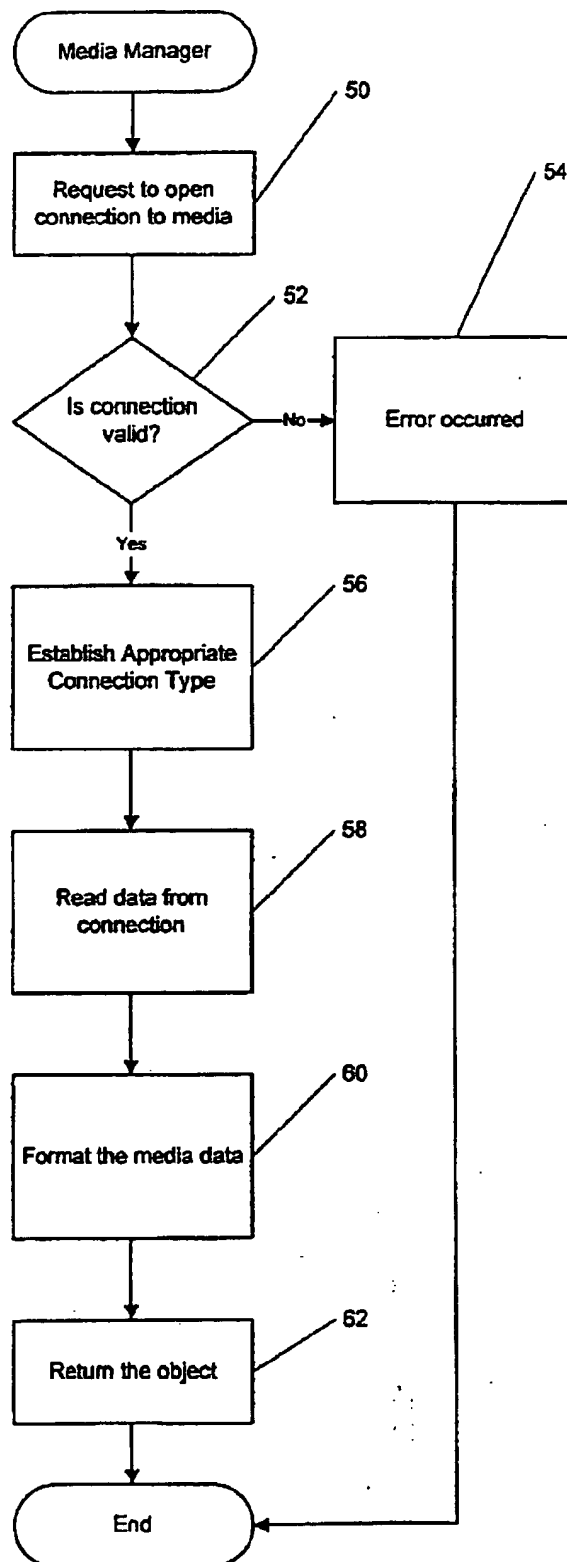 Media Manager
50
Request to open
connection to media
54
52
Is connection
valid?
No
Error occurred
Yes
56
Establish Appropriate
Connection Type
58
Read data from
connection
60
Format the media data
62
Return the object
End